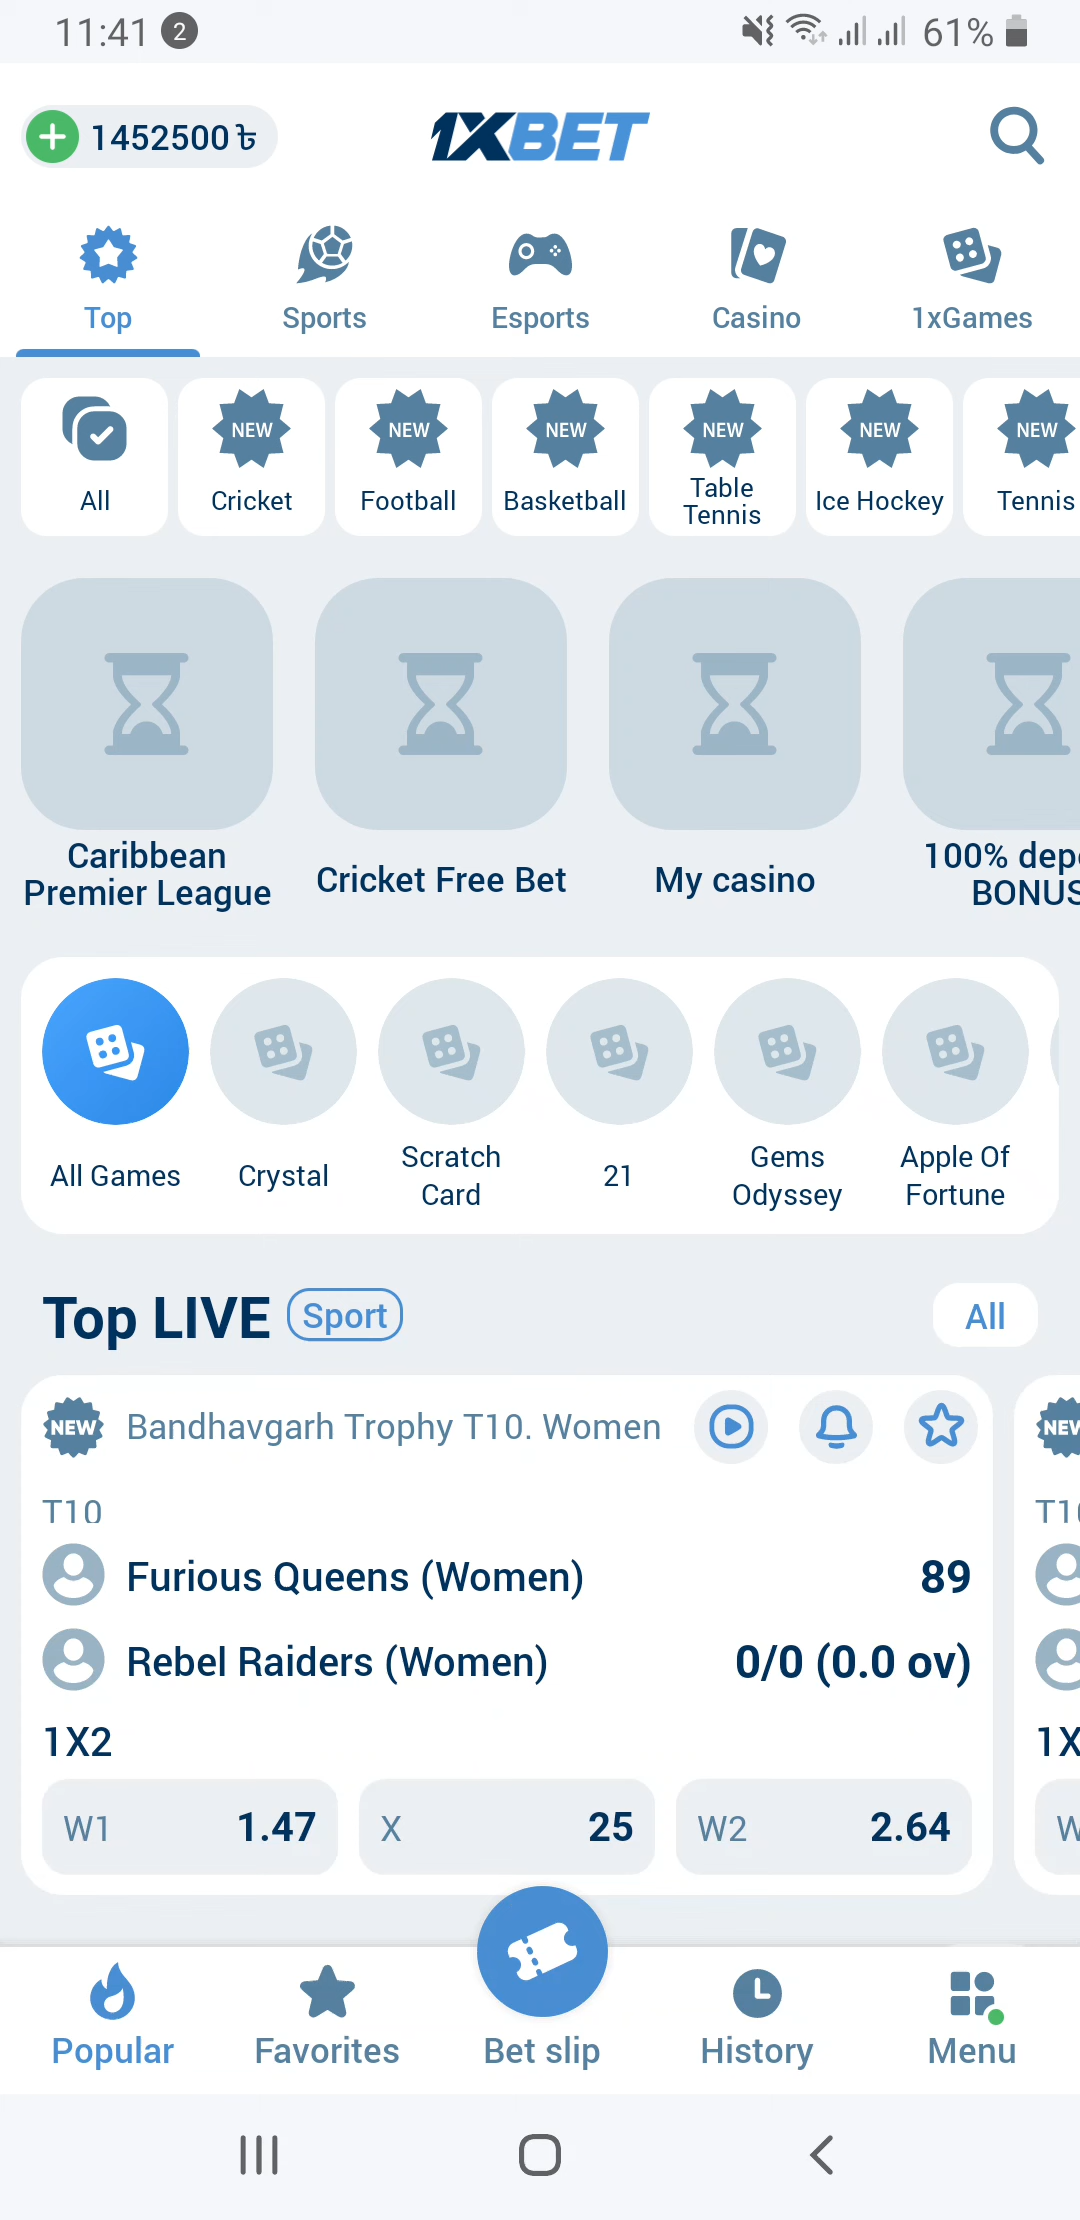 11:41 2 61%
1452500 ৳ 1XBET
Top Sports Esports Casino 1xGames
NEW NEW NEW NEW NEW NEW
All Cricket Football Basketball Table Tennis Ice Hockey Tennis
Caribbean Premier League
Cricket Free Bet
My casino
100% dep
BONUS
All Games
Crystal
Scratch Card
21
Gems Odyssey
Apple Of Fortune
Top LIVE Sport All
NEW Bandhavgarh Trophy T10. Women
T10
Furious Queens (Women) 89
Rebel Raiders (Women) 0/0 (0.0 ov)
1X2
W1 1.47 X 25 W2 2.64
Popular Favorites Bet slip History Menu